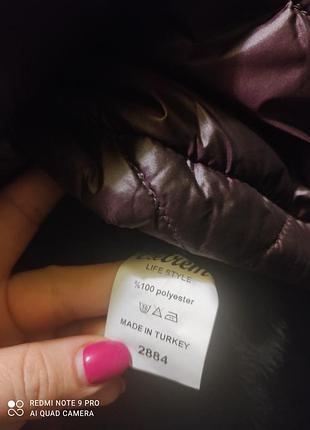 LIFE STYLE
%100 polyester
MADE IN TURKEY
2884
REDMI NOTE 9 PRO
AI QUAD CAMERA